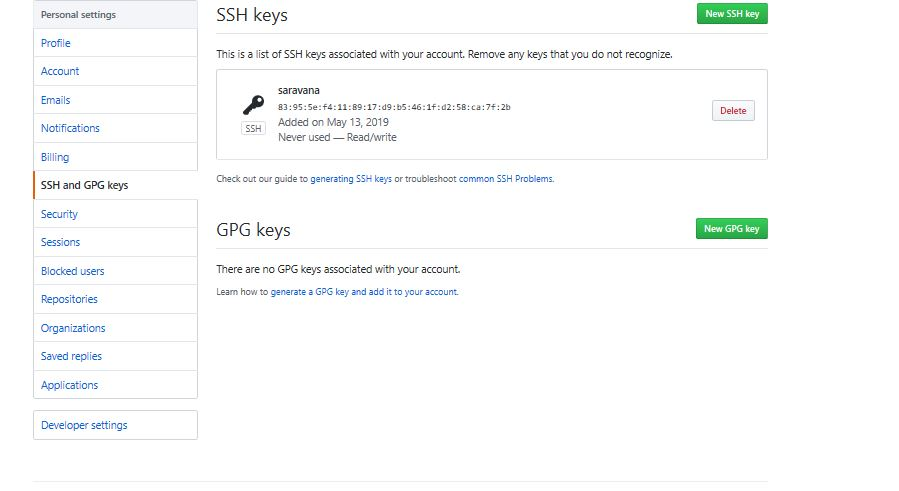 Personal settings
Profile
Account
Emails
Notifications
Billing
SSH and GPG keys
Security
Sessions
Blocked users
Repositories
Organizations
Saved replies
Applications
Developer settings
SSH keys
New SSH key
This is a list of SSH keys associated with your account. Remove any keys that you do not recognize.
saravana
83:95:5e:f4:11:89:17:d9:b5:46:1f:d2:58:ca:7f:2b
Added on May 13, 2019
Never used — Read/write
SSH
Delete
Check out our guide to generating SSH keys or troubleshoot common SSH Problems.
GPG keys
New GPG key
There are no GPG keys associated with your account.
Learn how to generate a GPG key and add it to your account.